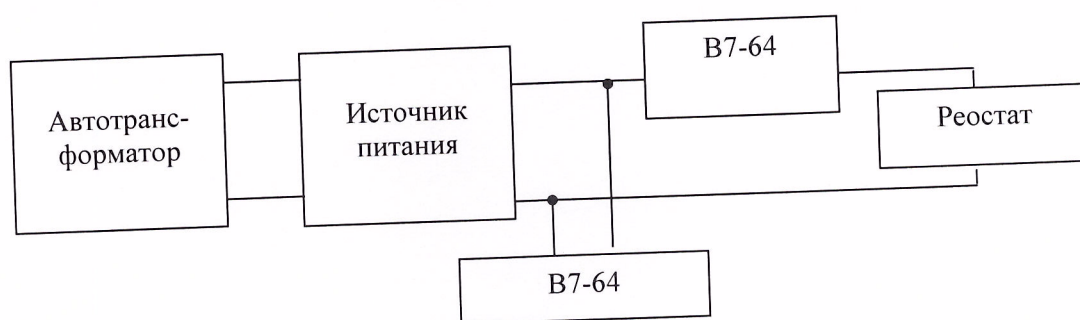 Автотранс-
форматор
Источник
питания
В7-64
Реостат
В7-64